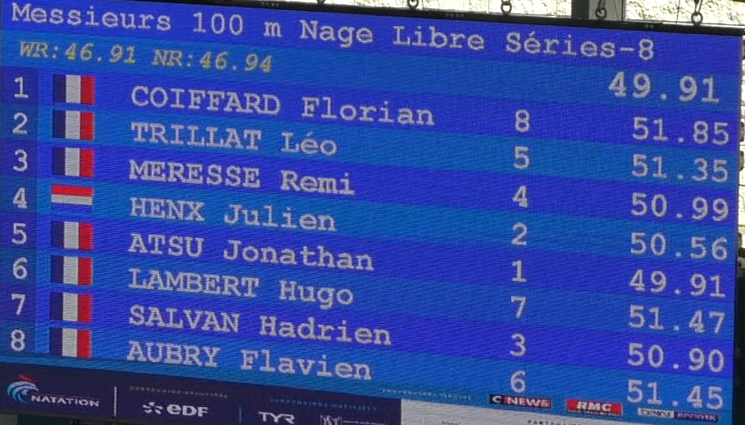 Messieurs 100 m Nage Libre Séries-8
WR:46.91 NR:46.94 49.91
1 COIFFARD Florian 8 51.85
2 TRILLAT Léo 5 51.35
3 MERESSE Remi 4 50.99
4 HENX Julien 2 50.56
5 ATSU Jonathan 1 49.91
6 LAMBERT Hugo 7 51.47
7 SALVAN Hadrien 3 50.90
8 AUBRY Flavien 6 51.45
NATATION eDF TYR CNEWS RMC